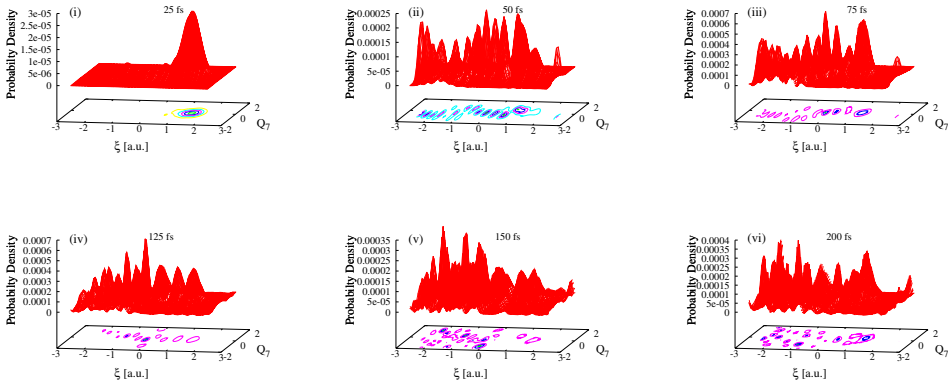 (i) 25 fs
Probability Density
3e-05
2.5e-05
2e-05
1.5e-05
1e-05
5e-06
0
-3 -2 -1 0 1 2 3 -2 0 2
Q7
ξ [a.u.]
(ii) 50 fs
Probability Density
0.00025
0.0002
0.00015
0.0001
5e-05
0
-3 -2 -1 0 1 2 3 -2 0 2
Q7
ξ [a.u.]
(iii) 75 fs
Probability Density
0.0007
0.0006
0.0005
0.0004
0.0003
0.0002
0.0001
0
-3 -2 -1 0 1 2 3 -2 0 2
Q7
ξ [a.u.]
(iv) 125 fs
Probability Density
0.0007
0.0006
0.0005
0.0004
0.0003
0.0002
0.0001
0
-3 -2 -1 0 1 2 3 -2 0 2
Q7
ξ [a.u.]
(v) 150 fs
Probability Density
0.00035
0.0003
0.00025
0.0002
0.00015
0.0001
5e-05
0
-3 -2 -1 0 1 2 3 -2 0 2
Q7
ξ [a.u.]
(vi) 200 fs
Probability Density
0.0004
0.00035
0.0003
0.00025
0.0002
0.00015
0.0001
5e-05
0
-3 -2 -1 0 1 2 3 -2 0 2
Q7
ξ [a.u.]